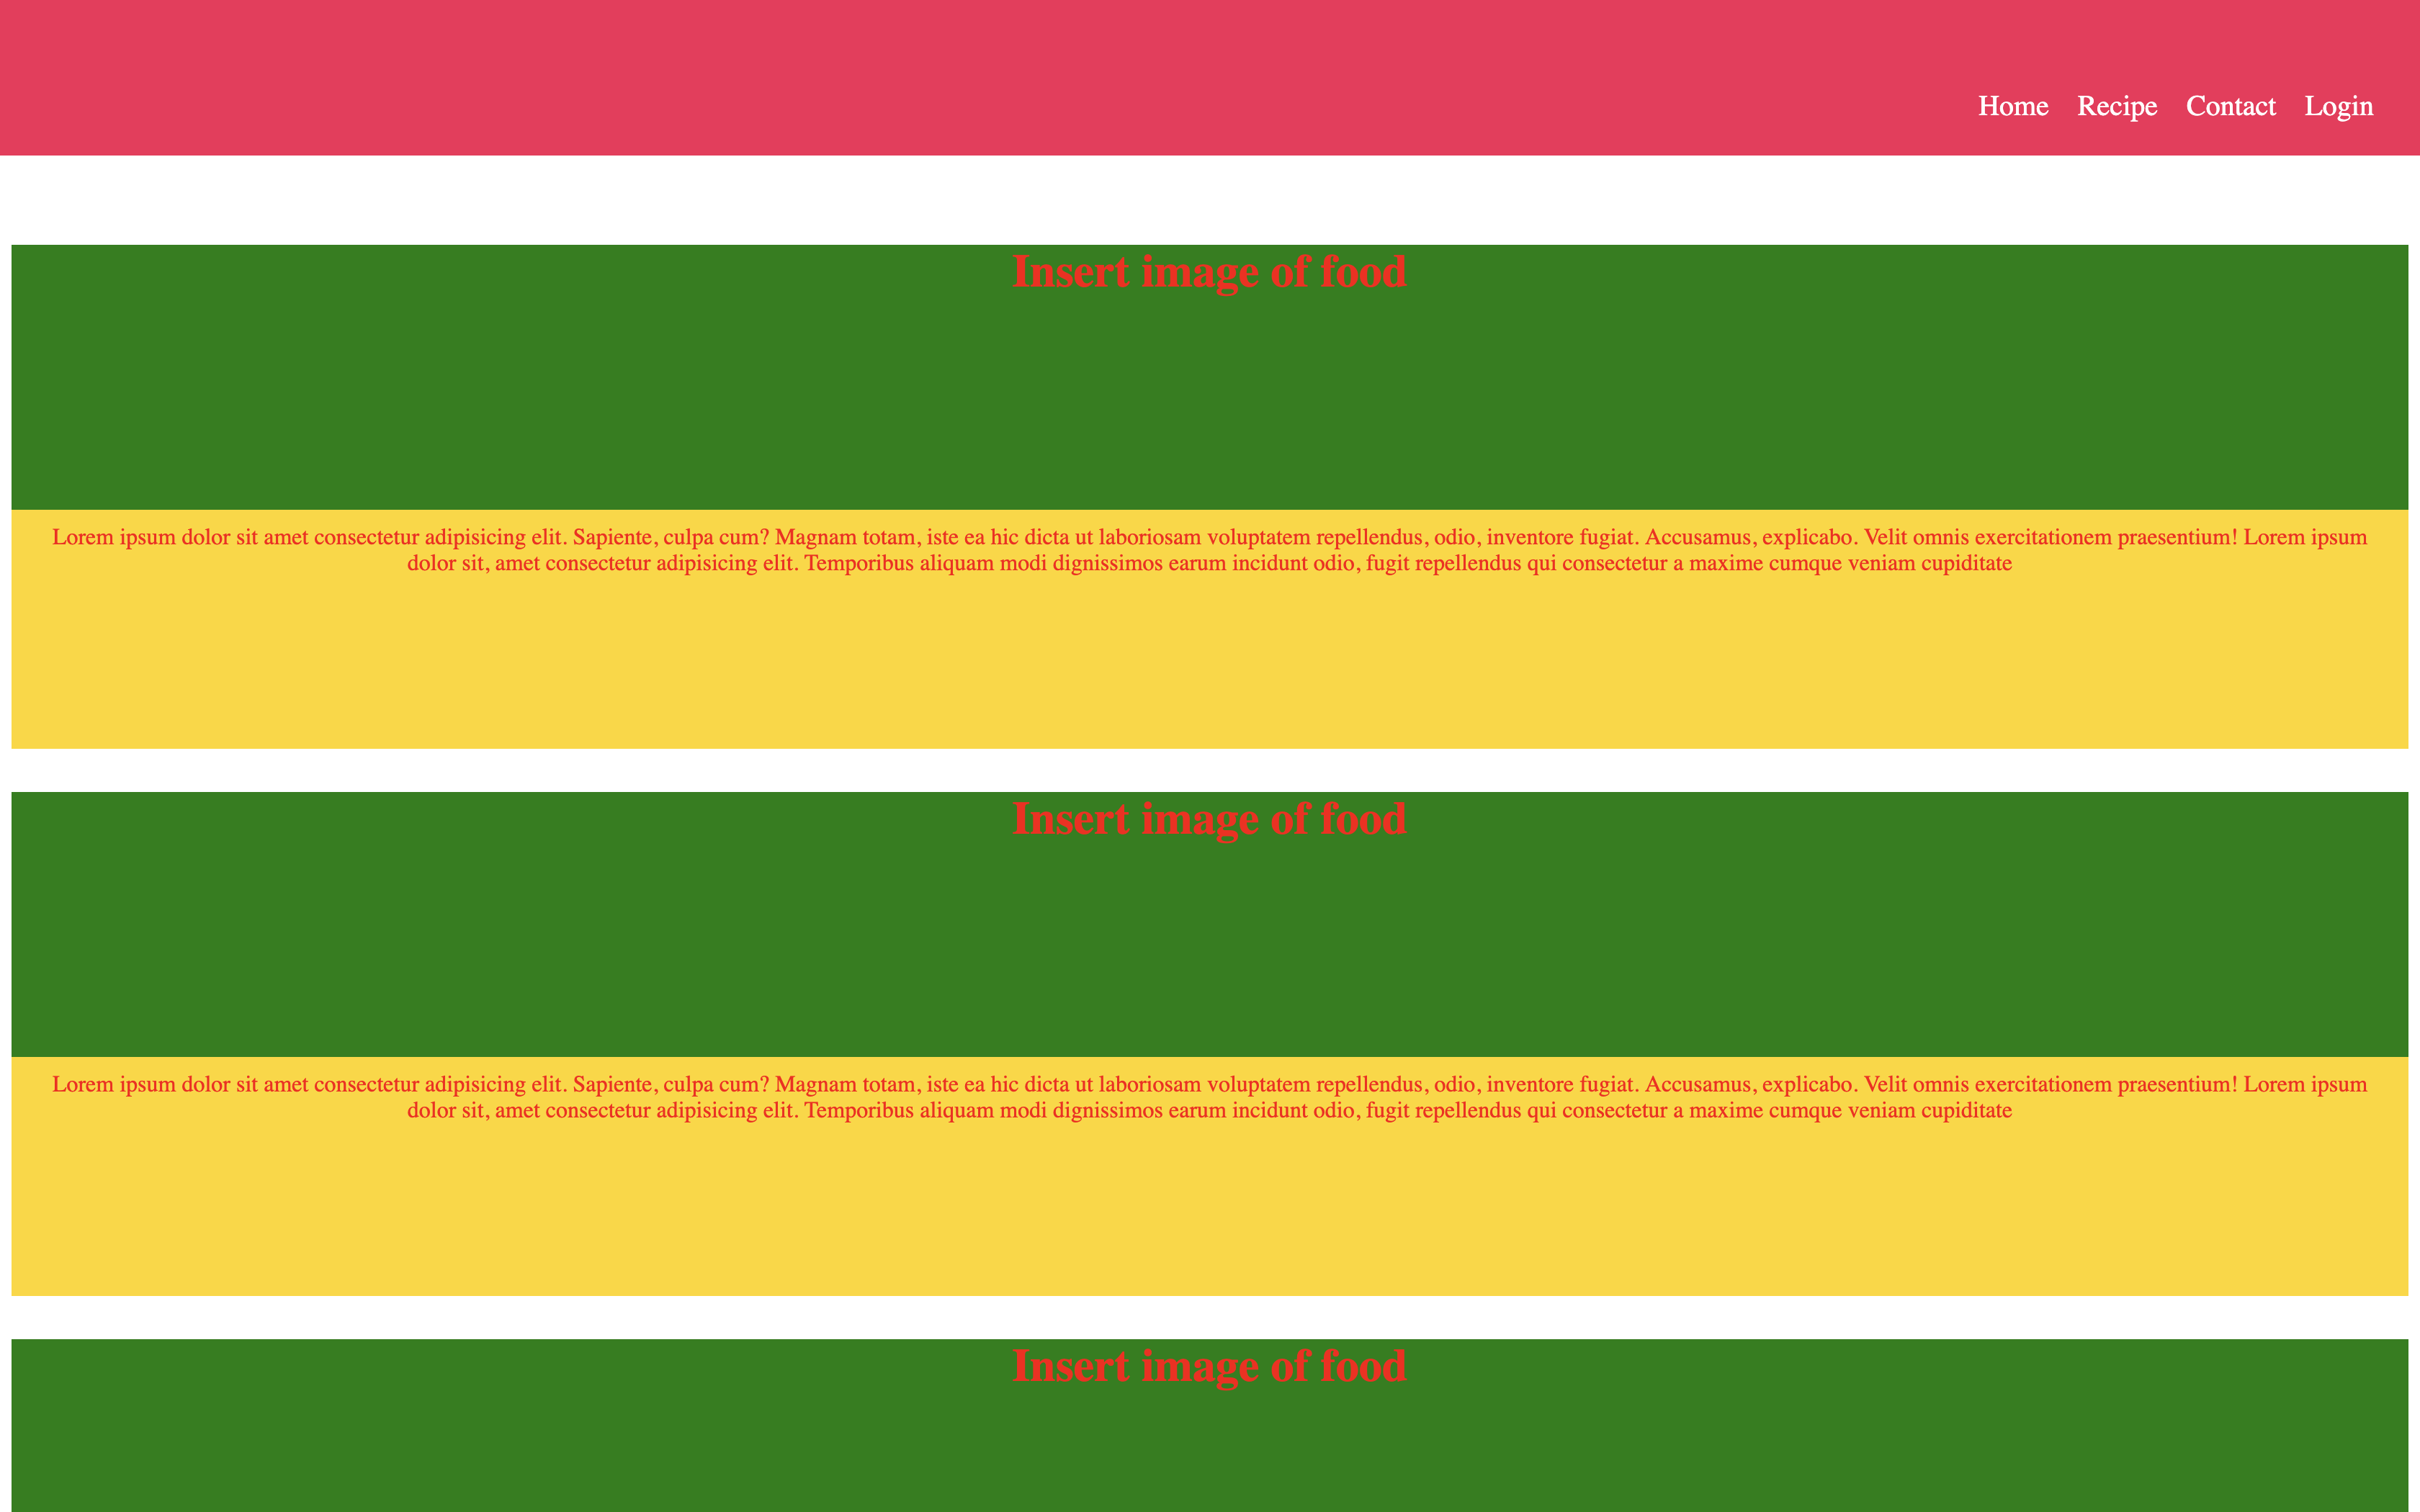 Home Recipe Contact Login
Insert image of food
Lorem ipsum dolor sit amet consectetur adipisicing elit. Sapiente, culpa cum? Magnam totam, iste ea hic dicta ut laboriosam voluptatem repellendus, odio, inventore fugiat. Accusamus, explicabo. Velit omnis exercitationem praesentium! Lorem ipsum
dolor sit, amet consectetur adipisicing elit. Temporibus aliquam modi dignissimos earum incidunt odio, fugit repellendus qui consectetur a maxime cumque veniam cupiditate
Insert image of food
Lorem ipsum dolor sit amet consectetur adipisicing elit. Sapiente, culpa cum? Magnam totam, iste ea hic dicta ut laboriosam voluptatem repellendus, odio, inventore fugiat. Accusamus, explicabo. Velit omnis exercitationem praesentium! Lorem ipsum
dolor sit, amet consectetur adipisicing elit. Temporibus aliquam modi dignissimos earum incidunt odio, fugit repellendus qui consectetur a maxime cumque veniam cupiditate
Insert image of food